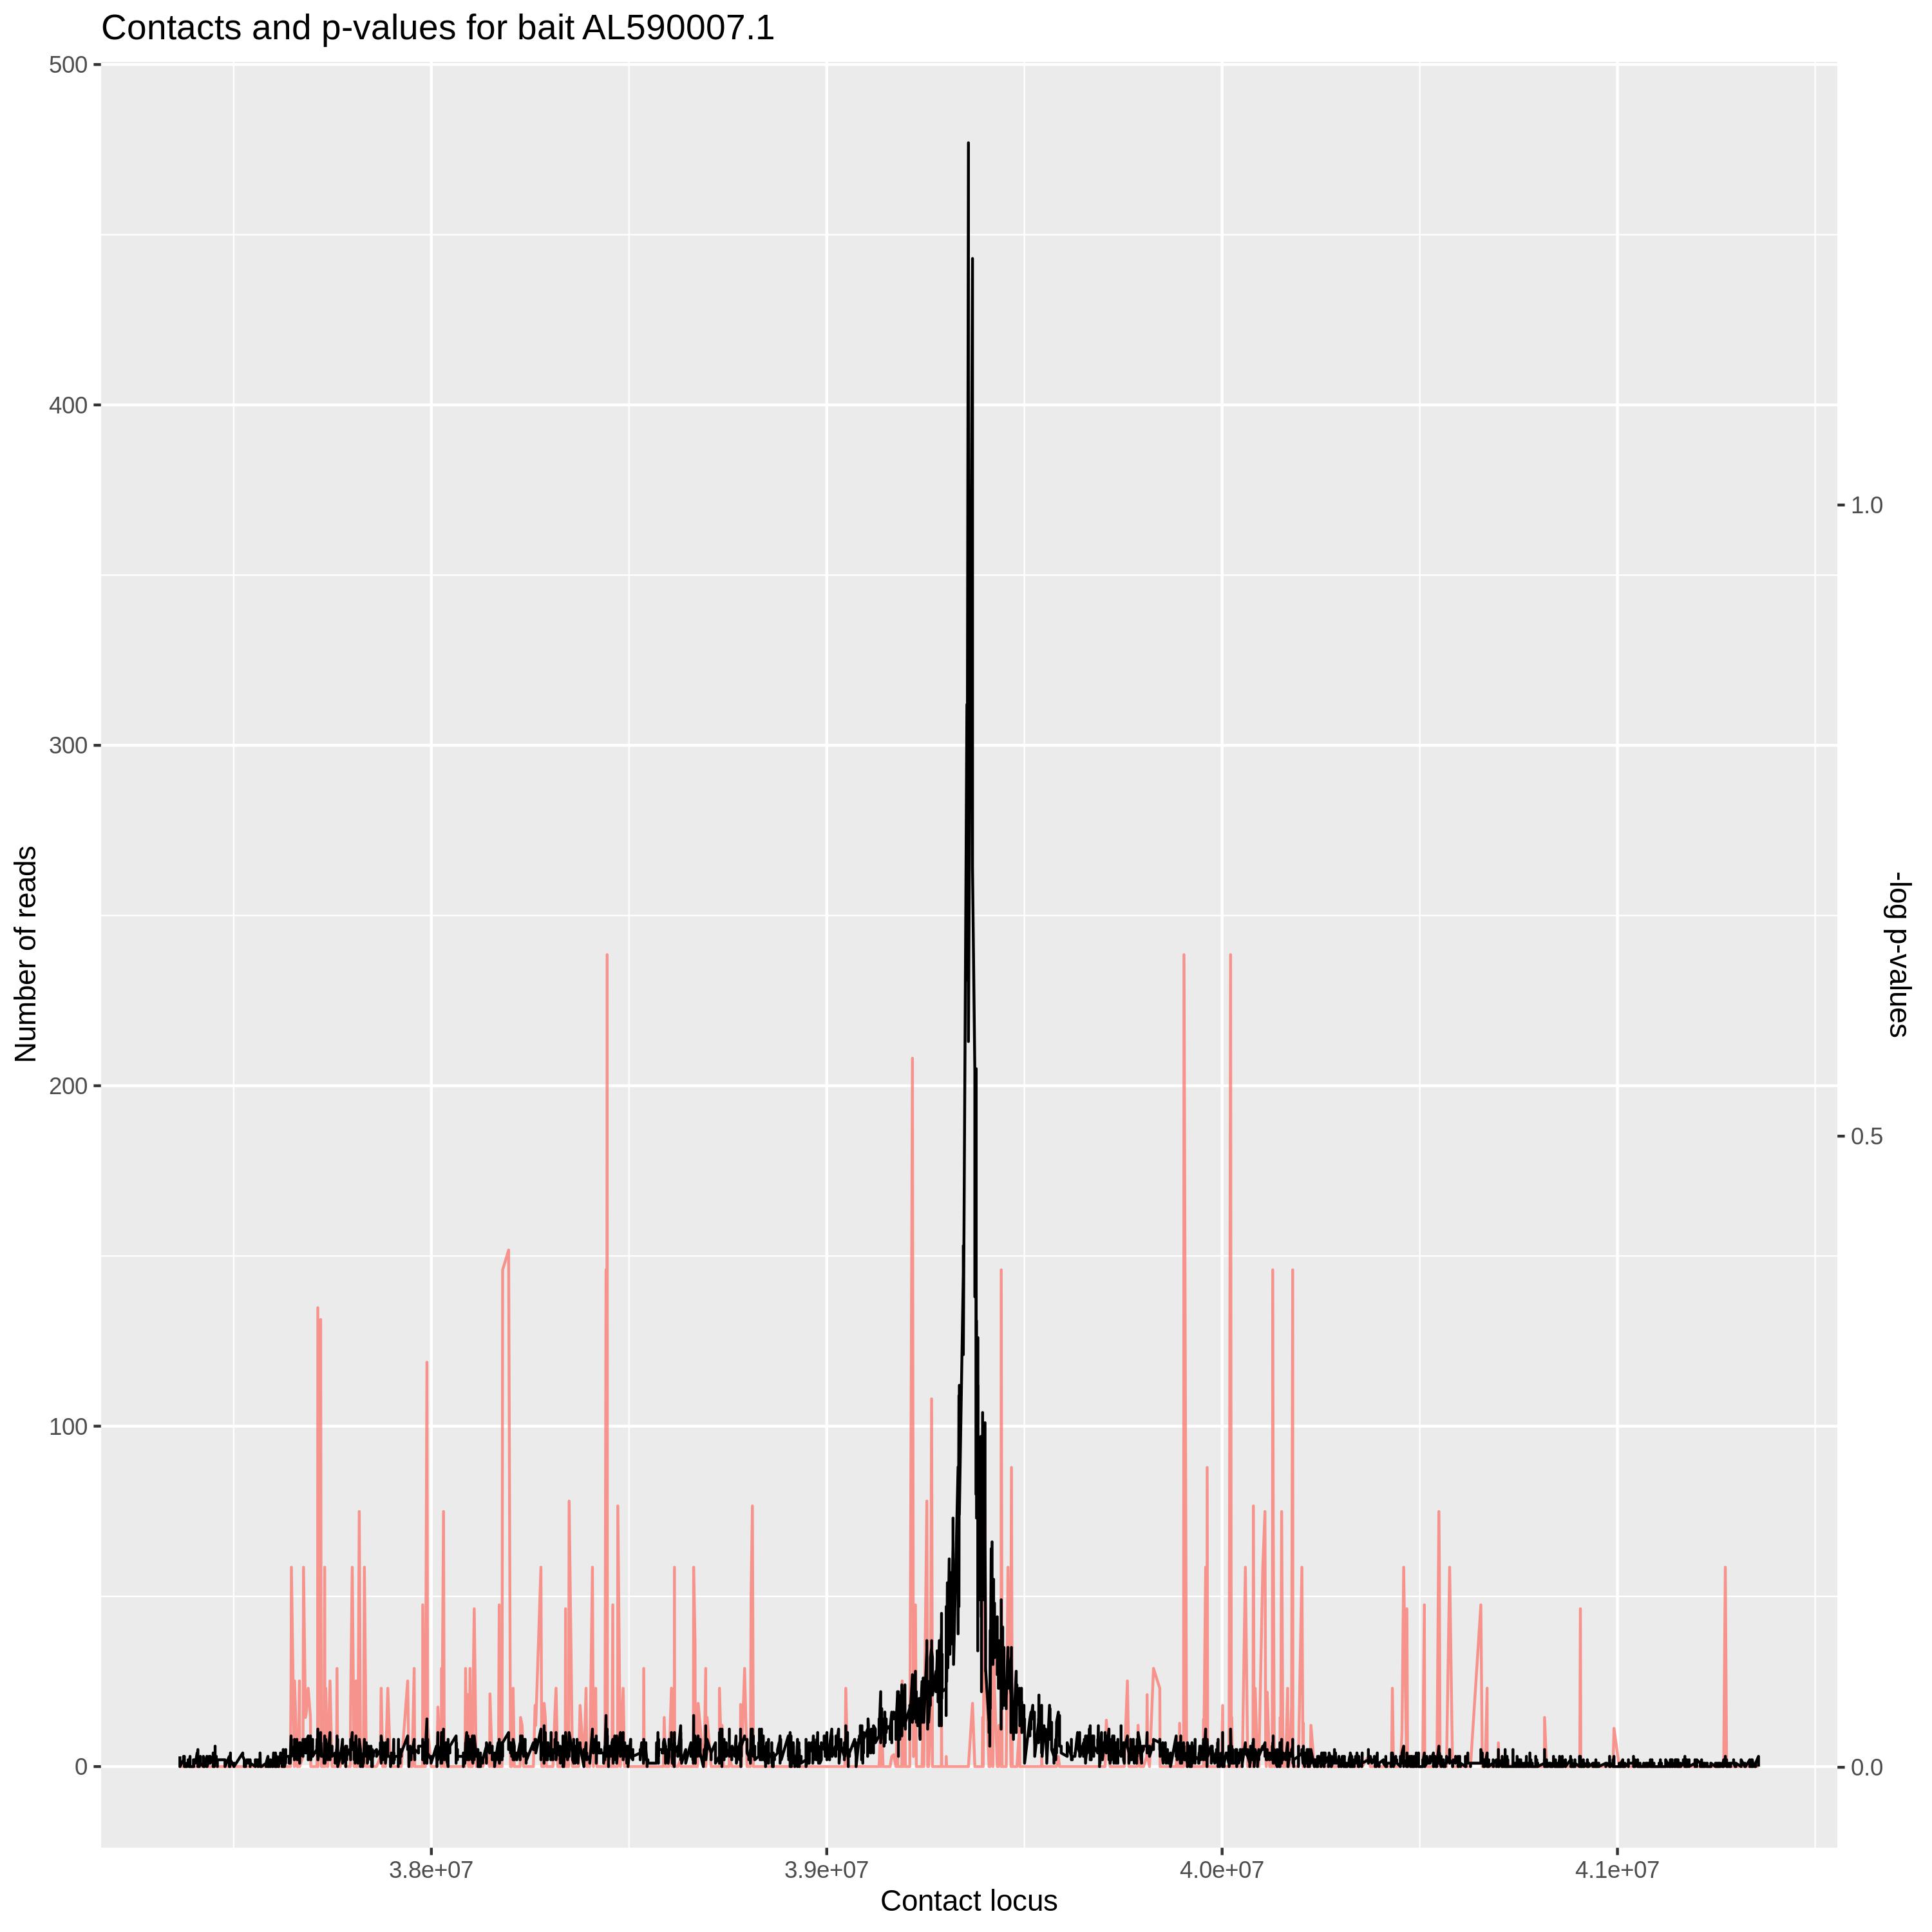 Contacts and p-values for bait AL590007.1
500
400
300
200
100
0
Number of reads
1.0
0.5
0.0
-log p-values
3.8e+07
3.9e+07
4.0e+07
4.1e+07
Contact locus